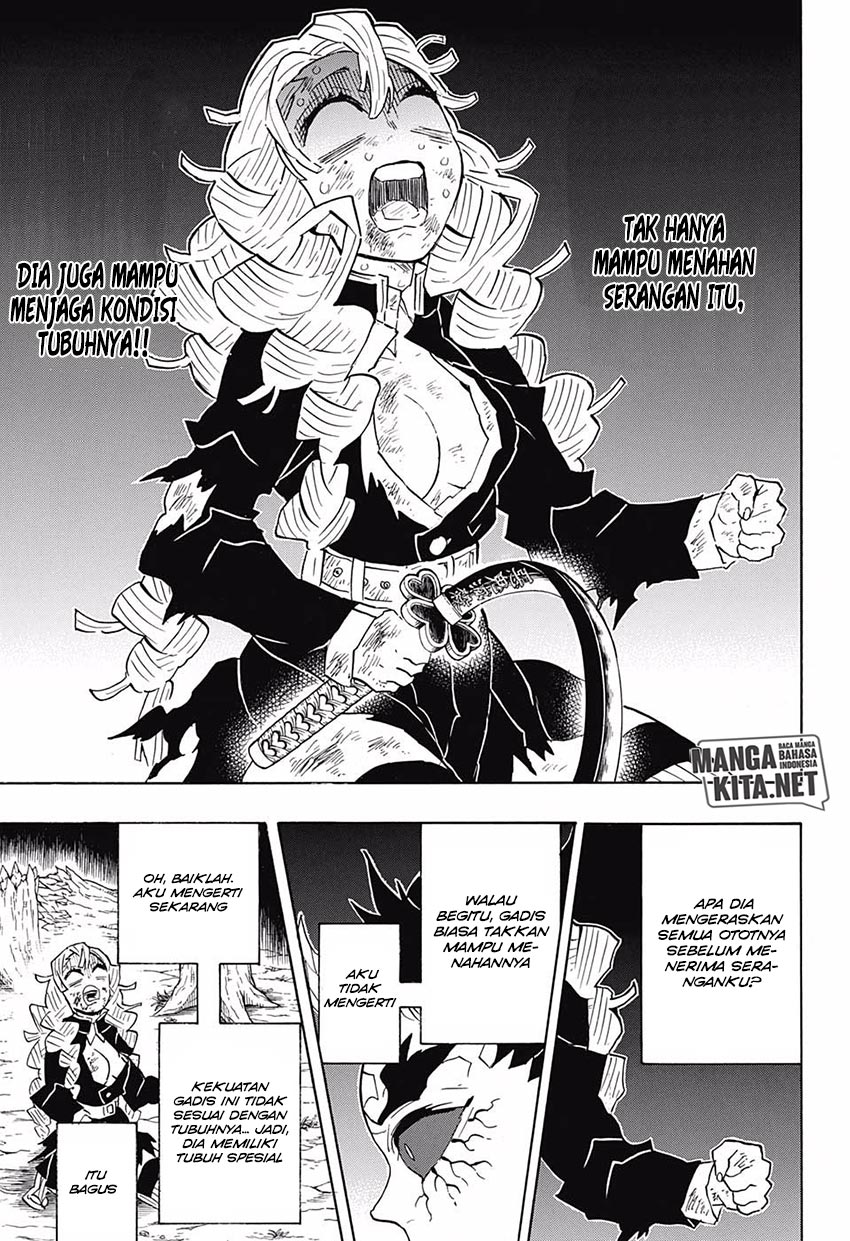 TAK HANYA
MAMPU MENAHAN
SERANGAN ITU,
DIA JUGA MAMPU
MENJAGA KONDISI
TUBUHNYA!!
MANGA
KITA.NET
BACA MANGA
BAHASA
INDONESIA
APA DIA
MENGERASKAN
SEMUA OTOTNYA
SEBELUM ME-
NERIMA SERA-
NGANKU?
WALAU
BEGITU, GADIS
BIASA TAKKAN
MAMPU ME-
NAHANNYA
AKU
TIDAK
MENGERTI
OH, BAIKLAH.
AKU MENGERTI
SEKARANG
KEKUATAN
GADIS INI TIDAK
SESUAI DENGAN
TUBUHNYA... JADI,
DIA MEMILIKI
TUBUH SPESIAL
ITU
BAGUS